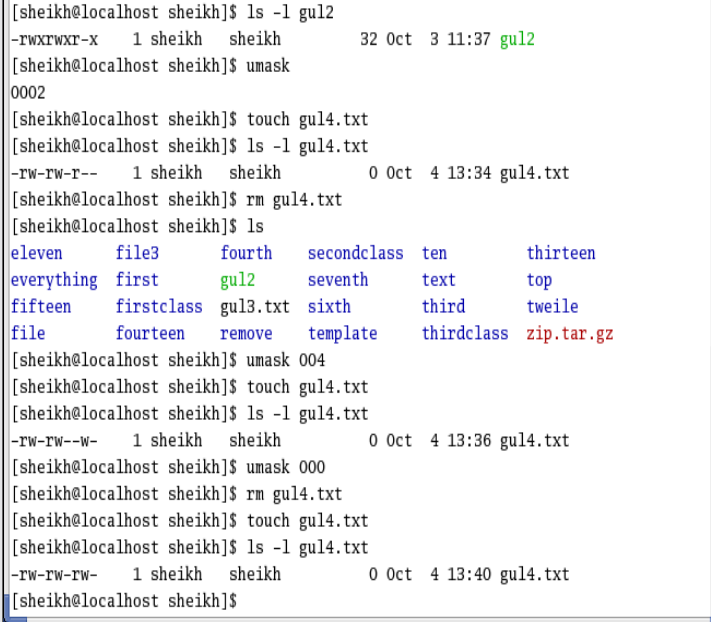 [sheikh@localhost sheikh]$ ls -l gul2
-rwxrwxr-x    1 sheikh   sheikh         32 Oct  3 11:37 gul2
[sheikh@localhost sheikh]$ umask
0002
[sheikh@localhost sheikh]$ touch gul4.txt
[sheikh@localhost sheikh]$ ls -l gul4.txt
-rw-rw-r--    1 sheikh   sheikh          0 Oct  4 13:34 gul4.txt
[sheikh@localhost sheikh]$ rm gul4.txt
[sheikh@localhost sheikh]$ ls
eleven      file3       fourth    secondclass  ten         thirteen
everything  first       gul2      seventh      text        top
fifteen     firstclass  gul3.txt  sixth        third       tweile
file        fourteen    remove    template     thirdclass  zip.tar.gz
[sheikh@localhost sheikh]$ umask 004
[sheikh@localhost sheikh]$ touch gul4.txt
[sheikh@localhost sheikh]$ ls -l gul4.txt
-rw-rw--w-    1 sheikh   sheikh          0 Oct  4 13:36 gul4.txt
[sheikh@localhost sheikh]$ umask 000
[sheikh@localhost sheikh]$ rm gul4.txt
[sheikh@localhost sheikh]$ touch gul4.txt
[sheikh@localhost sheikh]$ ls -l gul4.txt
-rw-rw-rw-    1 sheikh   sheikh          0 Oct  4 13:40 gul4.txt
[sheikh@localhost sheikh]$